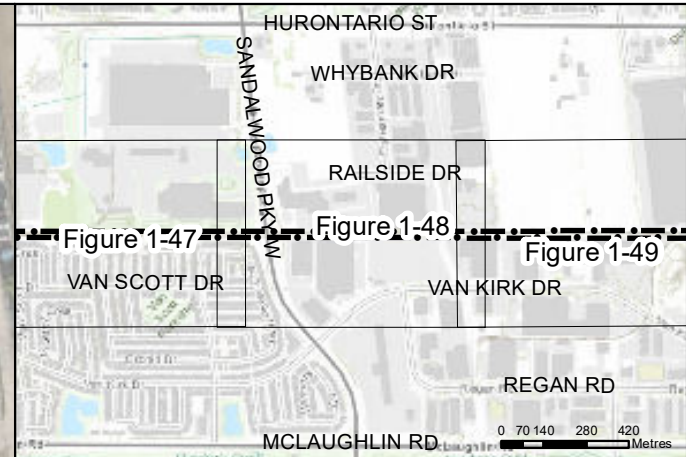 HURONTARIO ST
WHYBANK DR
SANDALWOOD PKY W
RAILSIDE DR
Figure 1-47
Figure 1-48
Figure 1-49
VAN SCOTT DR
VAN KIRK DR
REGAN RD
0 70 140 280 420
Metres
MCLAUGHLIN RD